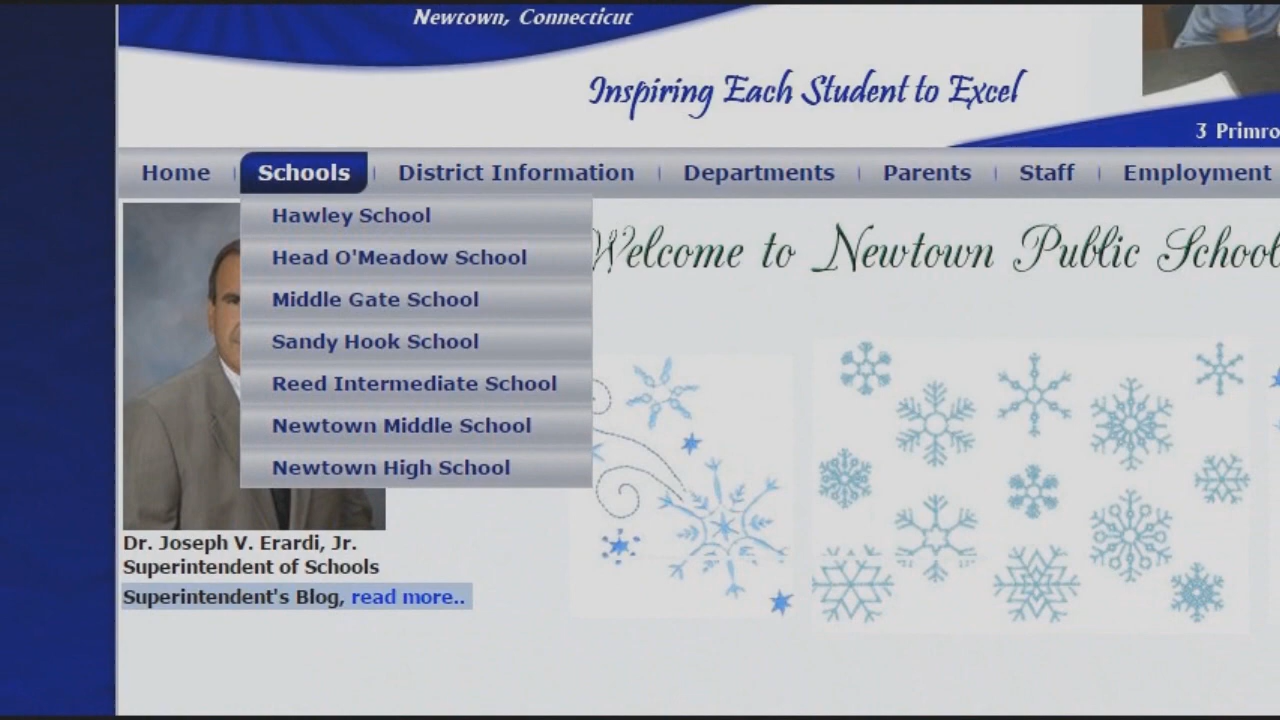 Newtown, Connecticut
Inspiring Each Student to Excel
3 Primro
Home Schools District Information Departments Parents Staff Employment
Hawley School
Head O'Meadow School
Middle Gate School
Sandy Hook School
Reed Intermediate School
Newtown Middle School
Newtown High School
Welcome to Newtown Public School
Dr. Joseph V. Erardi, Jr.
Superintendent of Schools
Superintendent's Blog, read more..